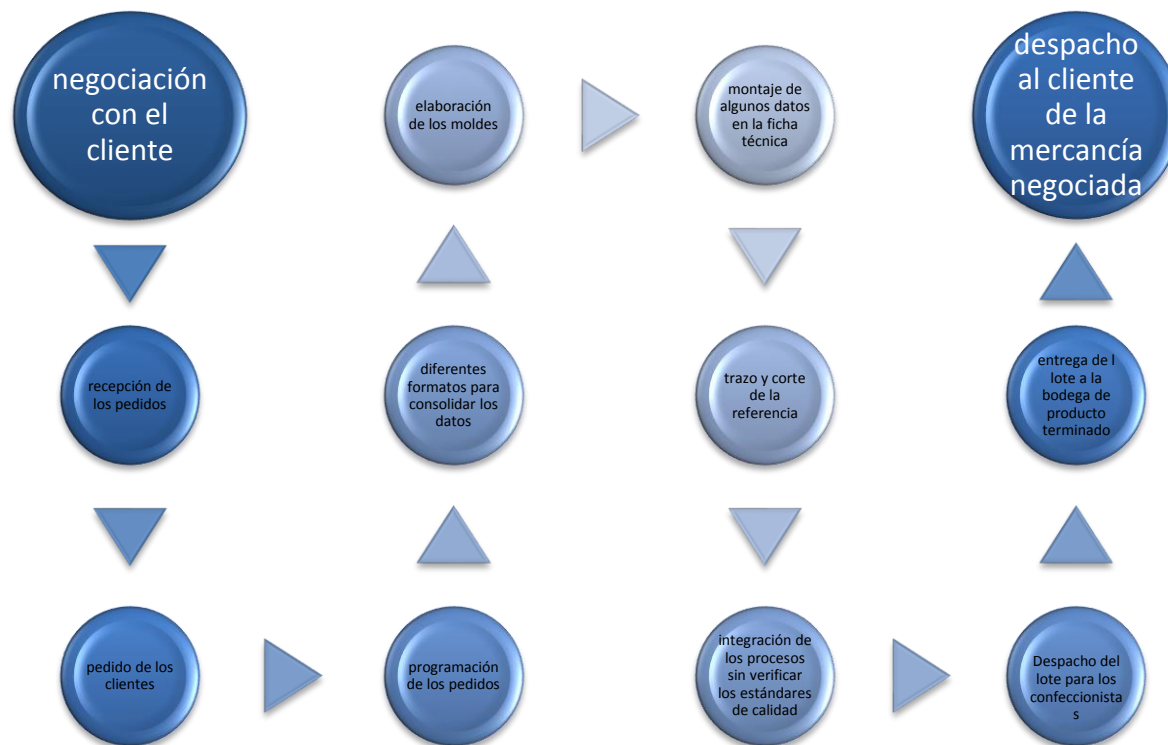 negociación
con el
cliente
recepción de
los pedidos
pedido de los
clientes
programación
de los pedidos
diferentes
formatos para
consolidar los
datos
elaboración
de los moldes
montaje de
algunos datos
en la ficha
técnica
trazo y corte
de la
referencia
integración de
los procesos
sin verificar
los estándares
de calidad
Despacho del
lote para los
confeccionista
s
entrega de l
lote a la
bodega de
producto
terminado
despacho
al cliente
de la
mercancía
negociada